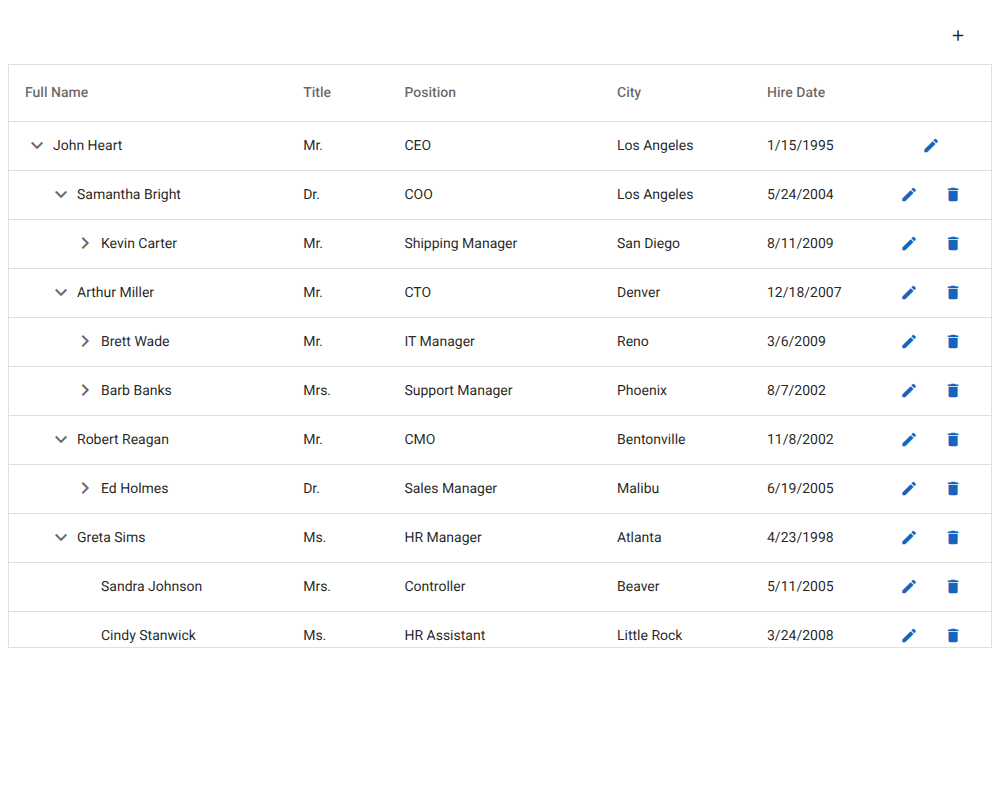 +
Full Name Title Position City Hire Date
John Heart Mr. CEO Los Angeles 1/15/1995
Samantha Bright Dr. COO Los Angeles 5/24/2004
Kevin Carter Mr. Shipping Manager San Diego 8/11/2009
Arthur Miller Mr. CTO Denver 12/18/2007
Brett Wade Mr. IT Manager Reno 3/6/2009
Barb Banks Mrs. Support Manager Phoenix 8/7/2002
Robert Reagan Mr. CMO Bentonville 11/8/2002
Ed Holmes Dr. Sales Manager Malibu 6/19/2005
Greta Sims Ms. HR Manager Atlanta 4/23/1998
Sandra Johnson Mrs. Controller Beaver 5/11/2005
Cindy Stanwick Ms. HR Assistant Little Rock 3/24/2008